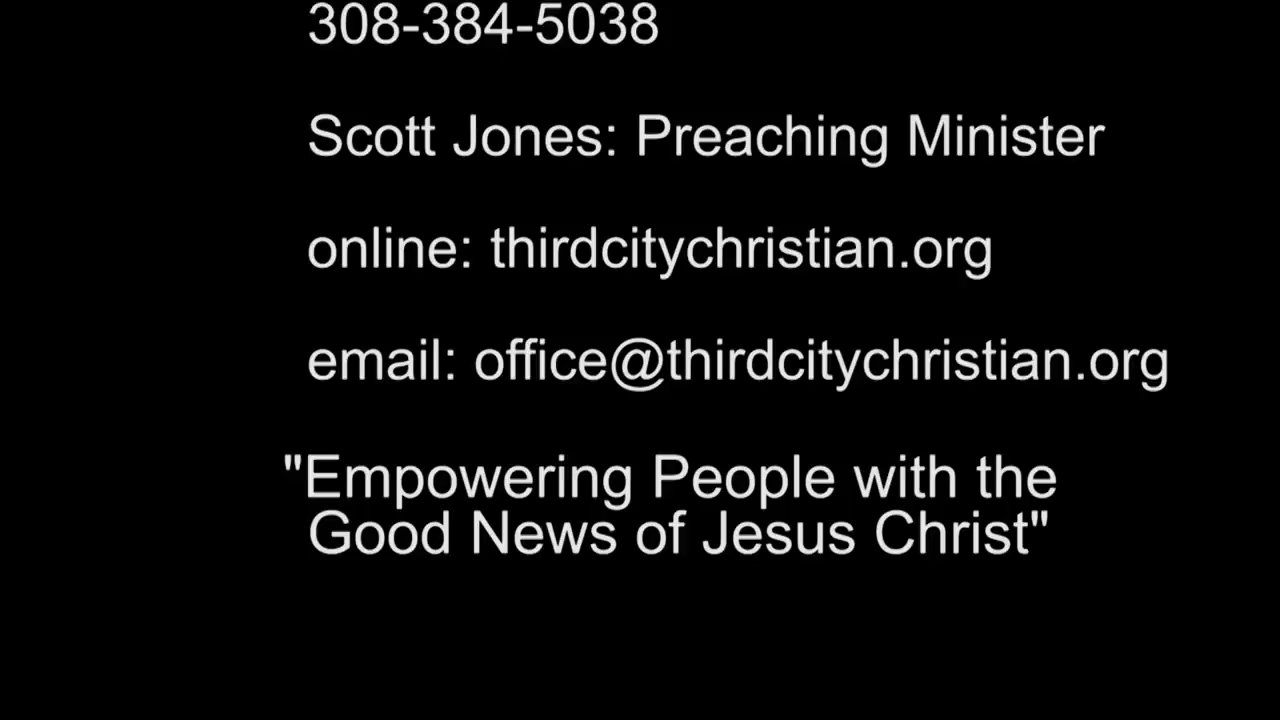 308-384-5038
Scott Jones: Preaching Minister
online: thirdcitychristian.org
email: office@thirdcitychristian.org
"Empowering People with the
Good News of Jesus Christ"